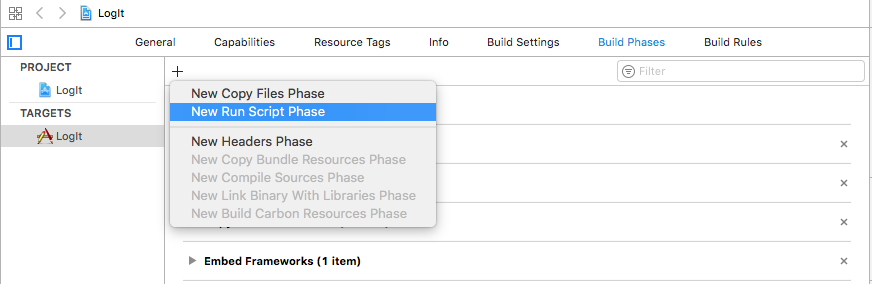 LogIt
General Capabilities Resource Tags Info Build Settings Build Phases Build Rules
PROJECT
LogIt
TARGETS
LogIt
+
Filter
New Copy Files Phase
New Run Script Phase
New Headers Phase
New Copy Bundle Resources Phase
New Compile Sources Phase
New Link Binary With Libraries Phase
New Build Carbon Resources Phase
Embed Frameworks (1 item)